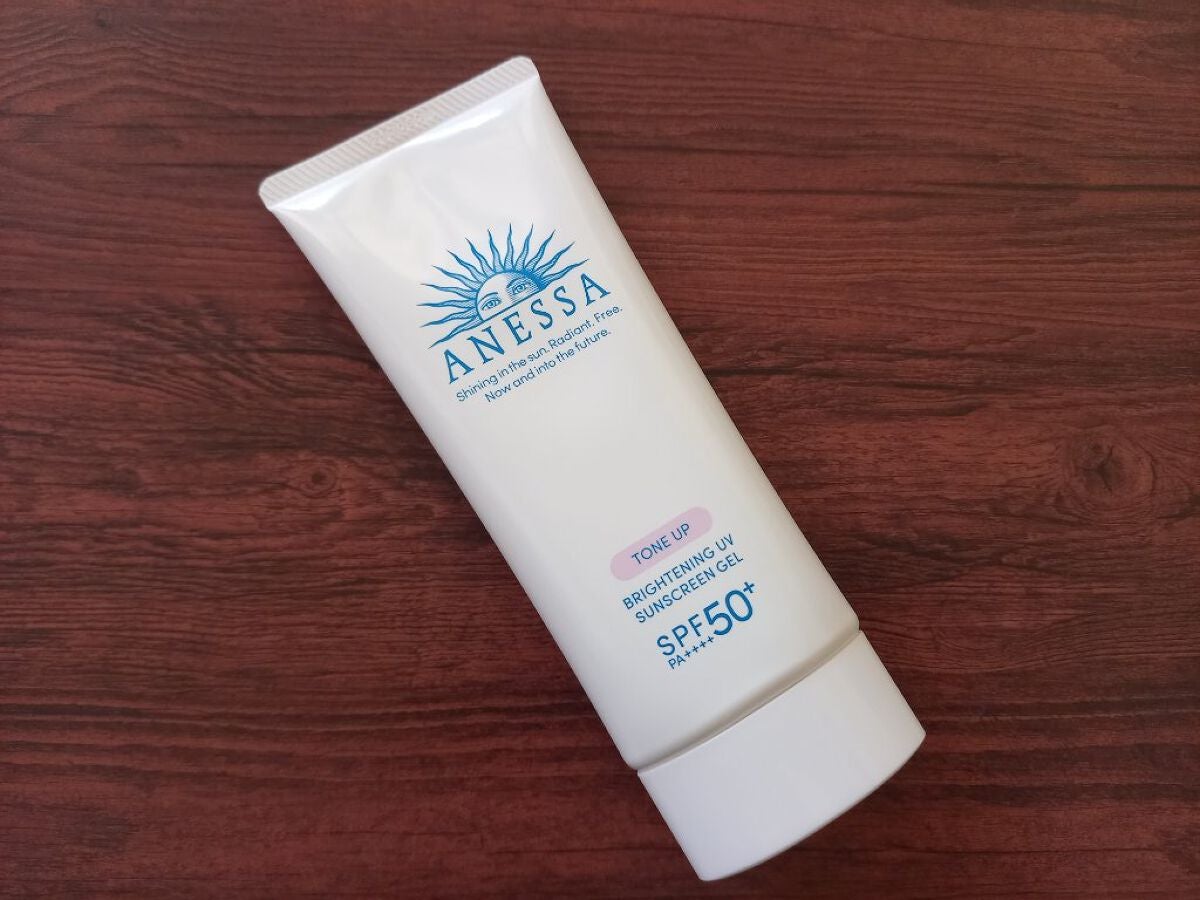 ANESSA
Shining in the sun. Radiant. Free.
Now and into the future.
TONE UP
BRIGHTENING UV
SUNSCREEN GEL
SPF50+
PA++++